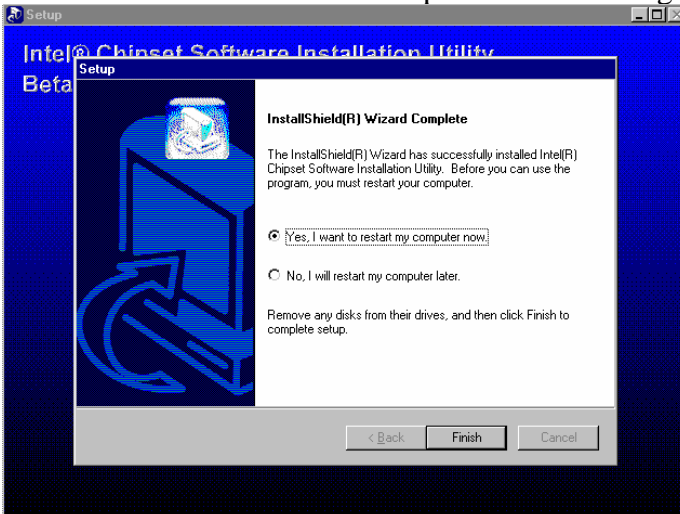 Setup
Intel® Chipset Software Installation Utility
Beta
Setup
InstallShield(R) Wizard Complete
The InstallShield(R) Wizard has successfully installed Intel(R)
Chipset Software Installation Utility. Before you can use the
program, you must restart your computer.
Yes, I want to restart my computer now.
No, I will restart my computer later.
Remove any disks from their drives, and then click Finish to
complete setup.
< Back
Finish
Cancel